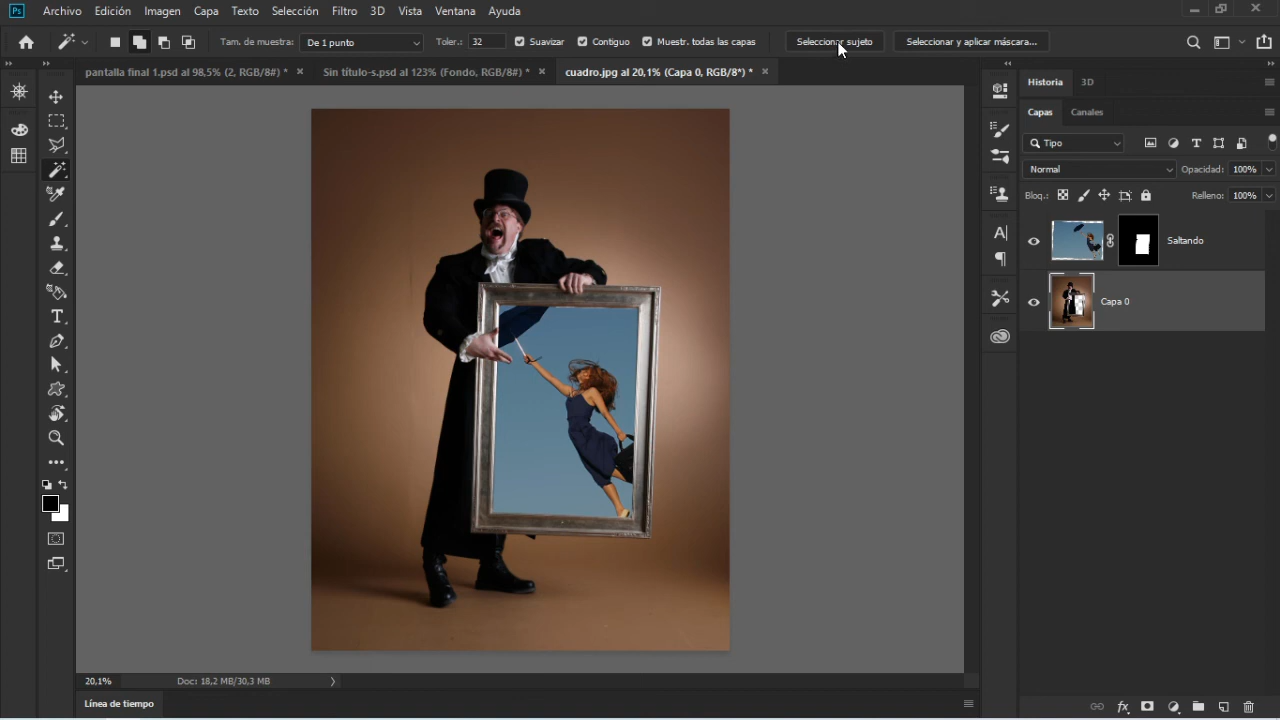 Ps Archivo Edición Imagen Capa Texto Selección Filtro 3D Vista Ventana Ayuda
Tam. de muestra: De 1 punto Toler.: 32 Suavizar Contiguo Muestr. todas las capas Seleccionar sujeto Seleccionar y aplicar máscara...
pantalla final 1.psd al 98,5% (2, RGB/8#) * Sin título-s.psd al 123% (Fondo, RGB/8#) * cuadro.jpg al 20,1% (Capa 0, RGB/8*) *
Historia 3D
Capas Canales
Tipo
Normal Opacidad: 100%
Bloq.: Relleno: 100%
Saltando
Capa 0
20,1% Doc: 18,2 MB/30,3 MB
Línea de tiempo